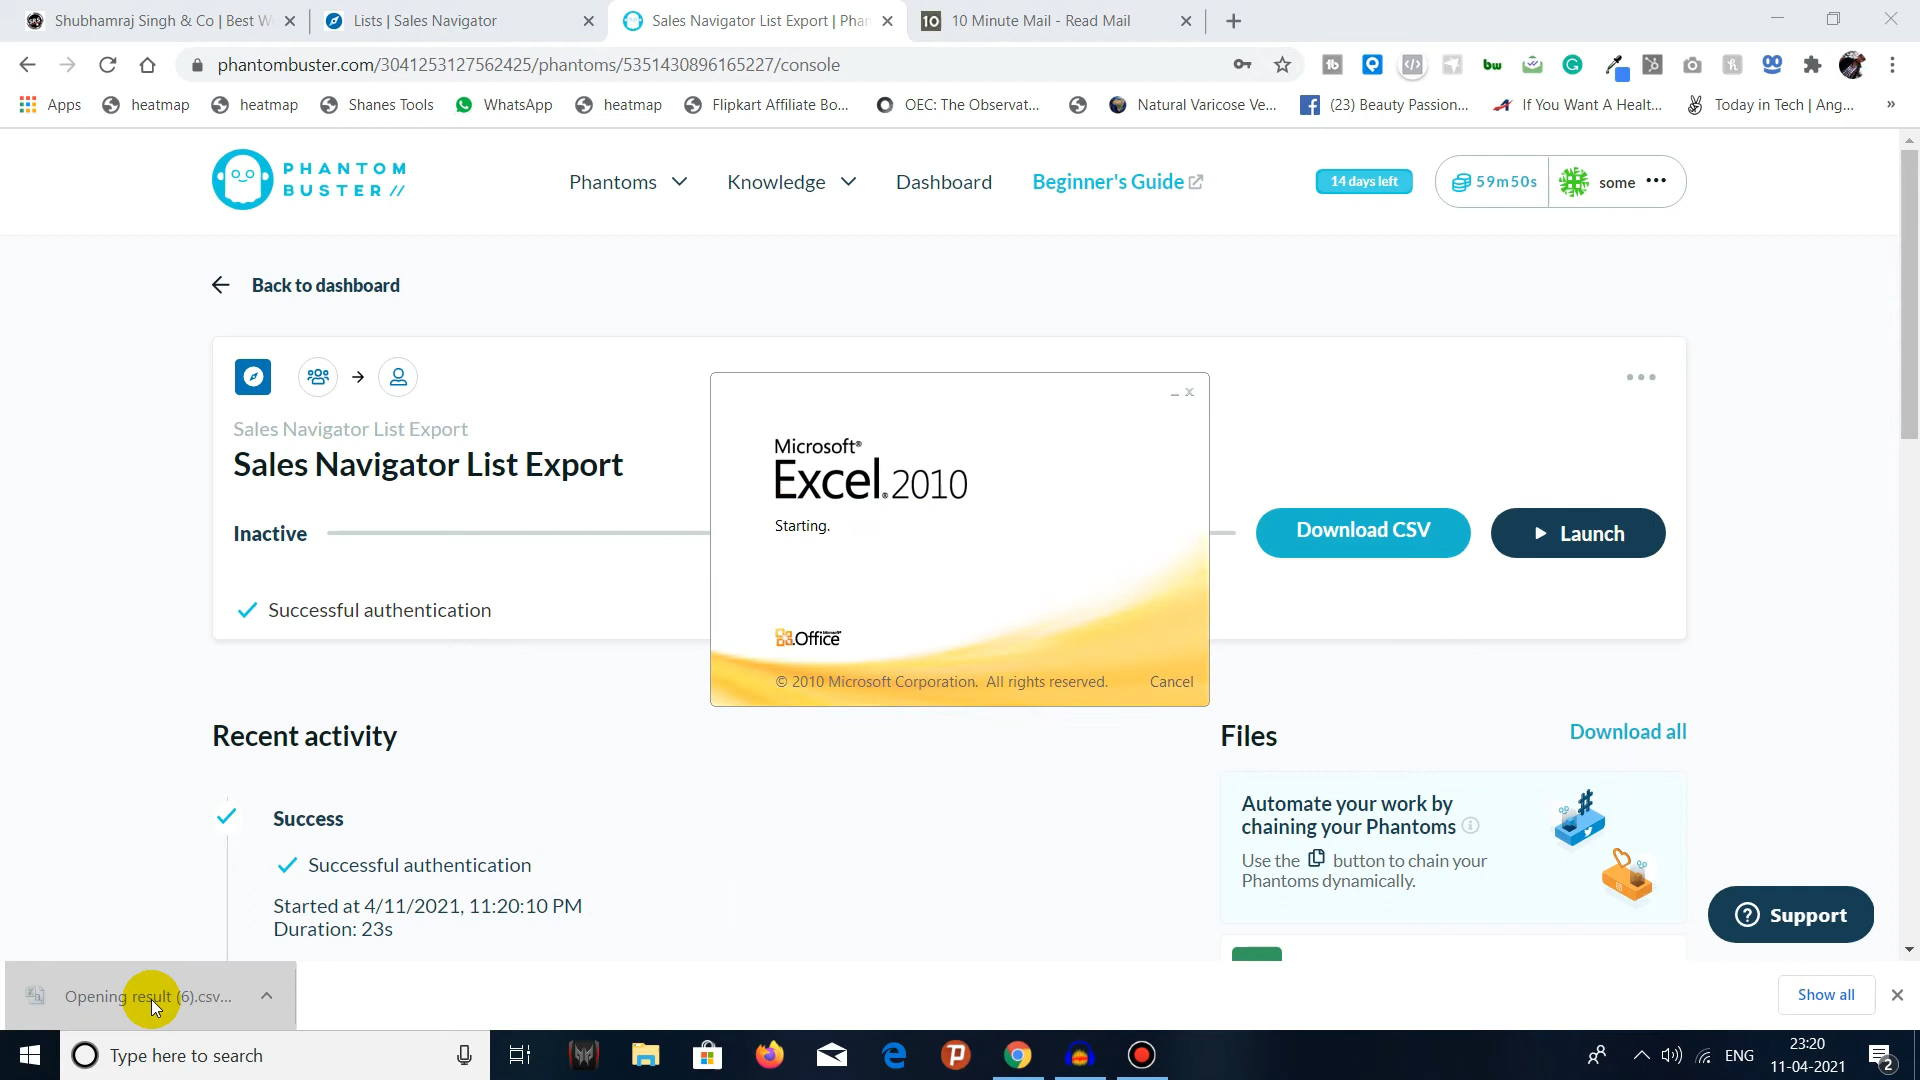 Shubhamraj Singh & Co | Best W
Lists | Sales Navigator
Sales Navigator List Export | Phan
10 10 Minute Mail - Read Mail
phantombuster.com/3041253127562425/phantoms/5351430896165227/console
Apps
heatmap
heatmap
Shanes Tools
WhatsApp
heatmap
Flipkart Affiliate Bo...
OEC: The Observat...
Natural Varicose Ve...
(23) Beauty Passion...
If You Want A Healt...
Today in Tech | Ang...
»
PHANTOM
BUSTER //
Phantoms
Knowledge
Dashboard
Beginner's Guide
14 days left
59m50s
some
Back to dashboard
Sales Navigator List Export
Sales Navigator List Export
Inactive
Download CSV
Launch
Successful authentication
Microsoft®
Excel® 2010
Starting.
Office
© 2010 Microsoft Corporation. All rights reserved.
Cancel
Recent activity
Success
Successful authentication
Started at 4/11/2021, 11:20:10 PM
Duration: 23s
Files
Download all
Automate your work by
chaining your Phantoms
Use the button to chain your
Phantoms dynamically.
Support
Opening result (6).csv...
Show all
Type here to search
ENG
23:20
11-04-2021
2